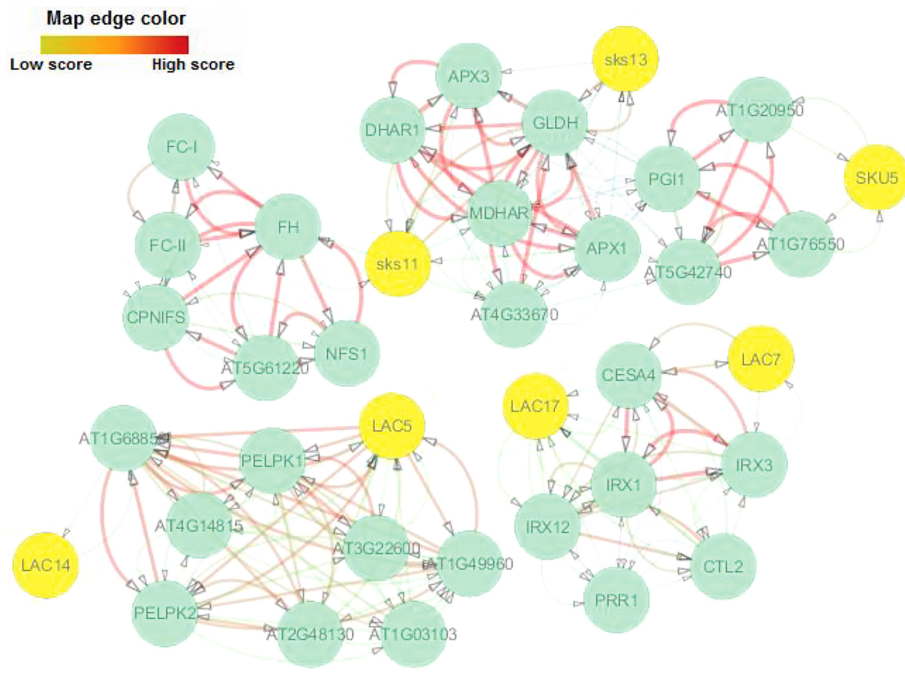 Map edge color
Low score High score
sks13
APX3
AT1G20950
DHAR1
GLDH
FC-I
PGI1
SKU5
MDHAR
FH
FC-II
APX1
AT1G76550
sks11
AT5G42740
CPNIFS
AT4G33670
NFS1
AT5G61220
LAC7
CESA4
LAC17
LAC5
AT1G6885
PELPK1
IRX3
IRX1
AT4G14815
IRX12
AT3G22600
AT1G49960
LAC14
CTL2
PRR1
PELPK2
AT2G48130
AT1G03103